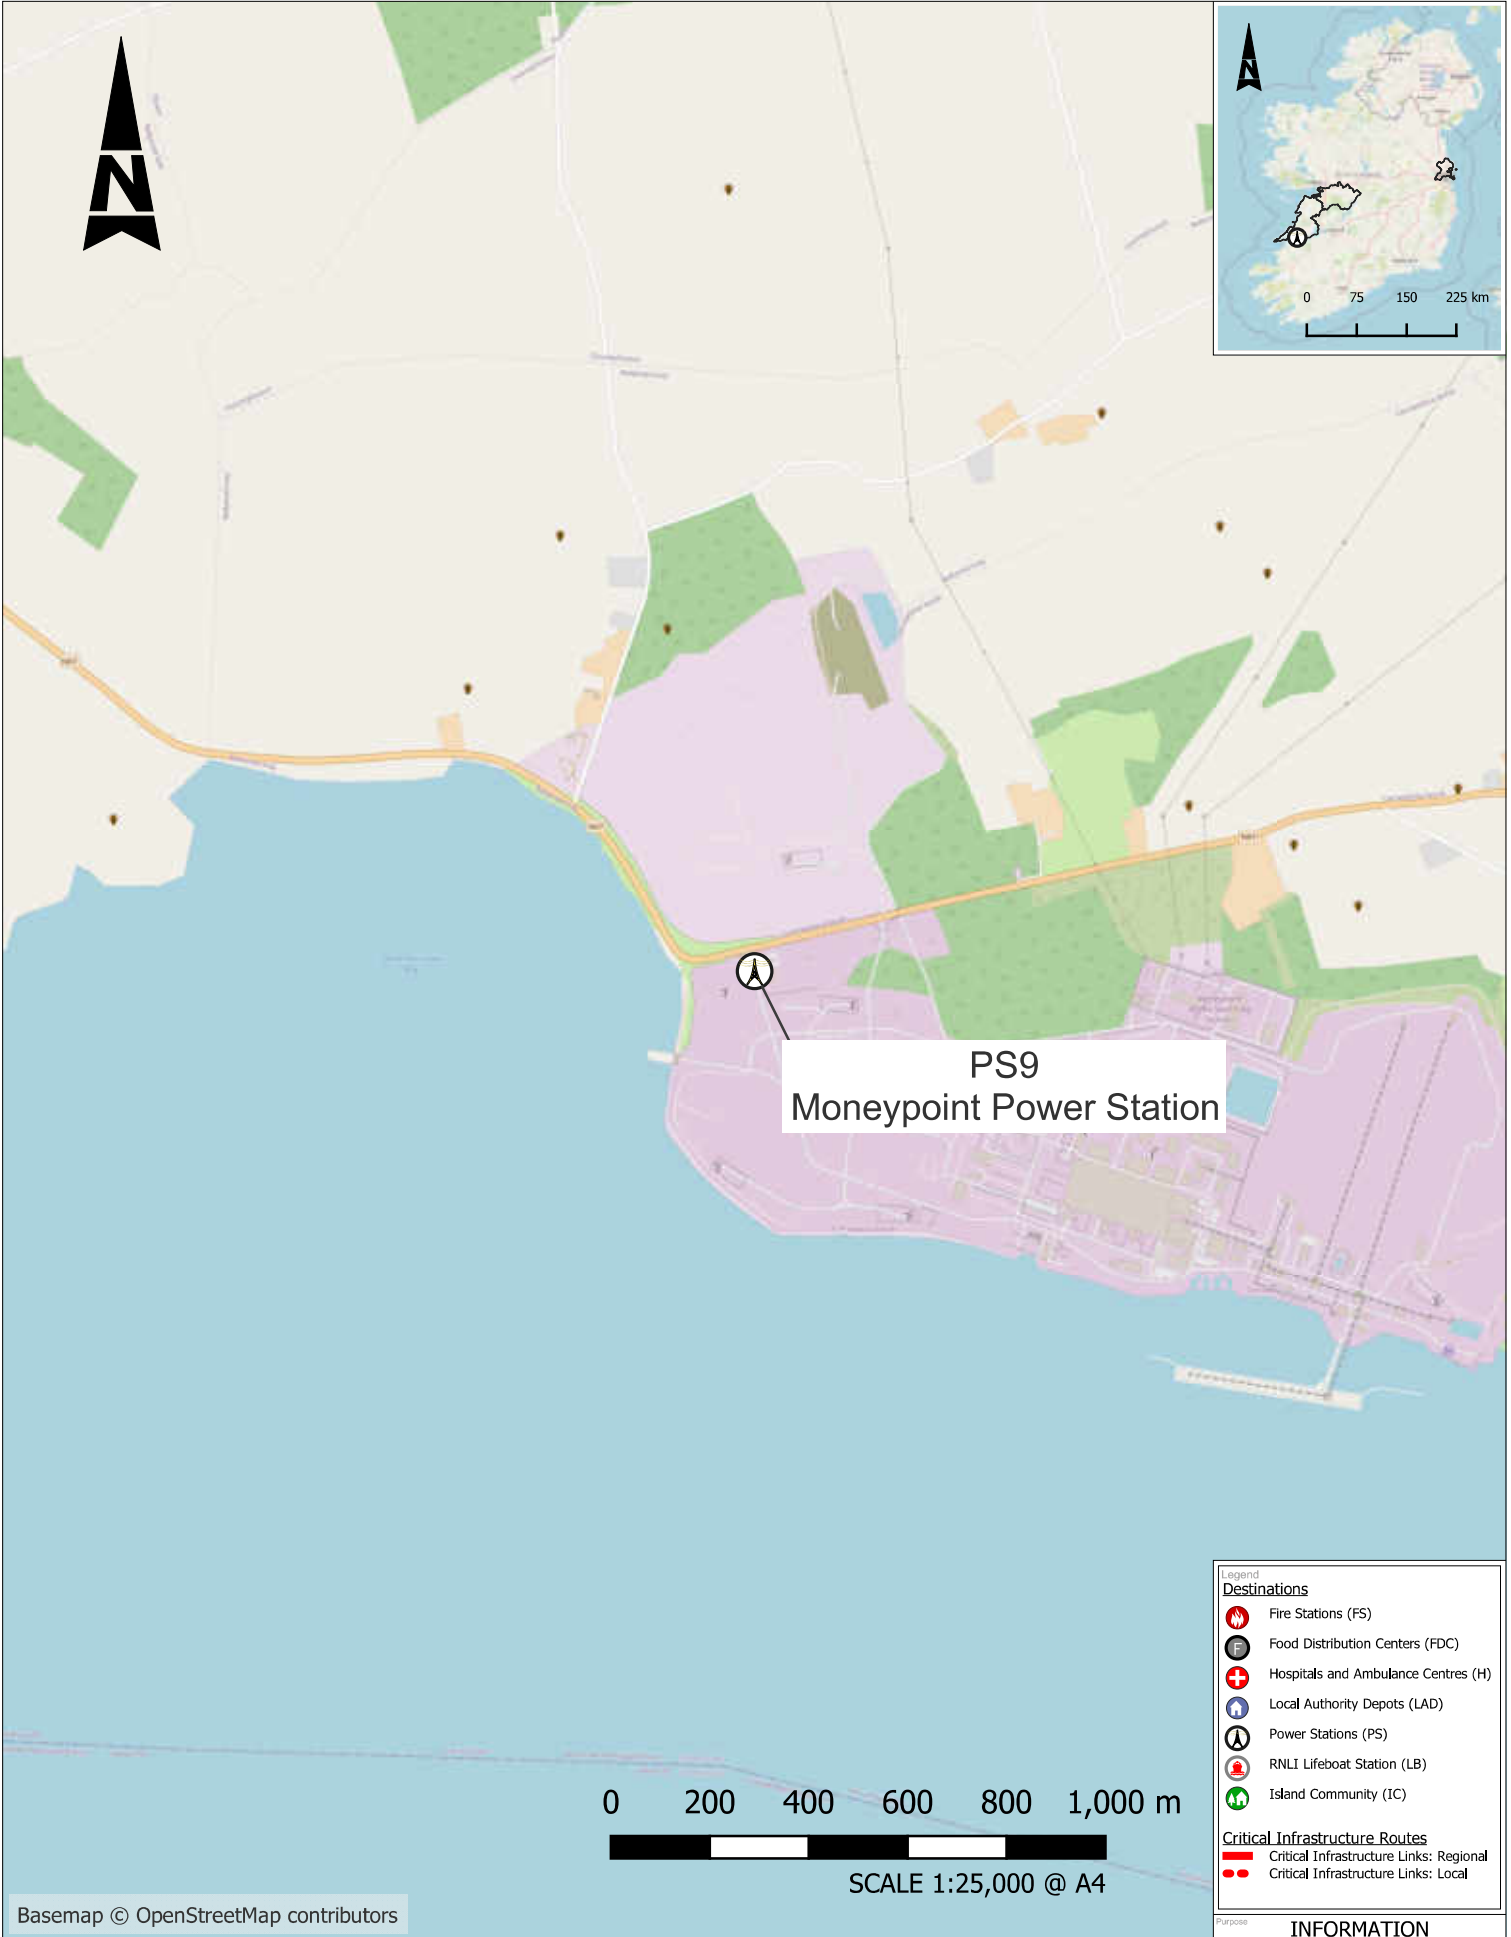 N
N
0 75 150 225 km
PS9
Moneypoint Power Station
Legend
Destinations
Fire Stations (FS)
F
Food Distribution Centers (FDC)
Hospitals and Ambulance Centres (H)
Local Authority Depots (LAD)
Power Stations (PS)
RNLI Lifeboat Station (LB)
Island Community (IC)
Critical Infrastructure Routes
Critical Infrastructure Links: Regional
Critical Infrastructure Links: Local
0 200 400 600 800 1,000 m
SCALE 1:25,000 @ A4
Basemap © OpenStreetMap contributors
Purpose
INFORMATION